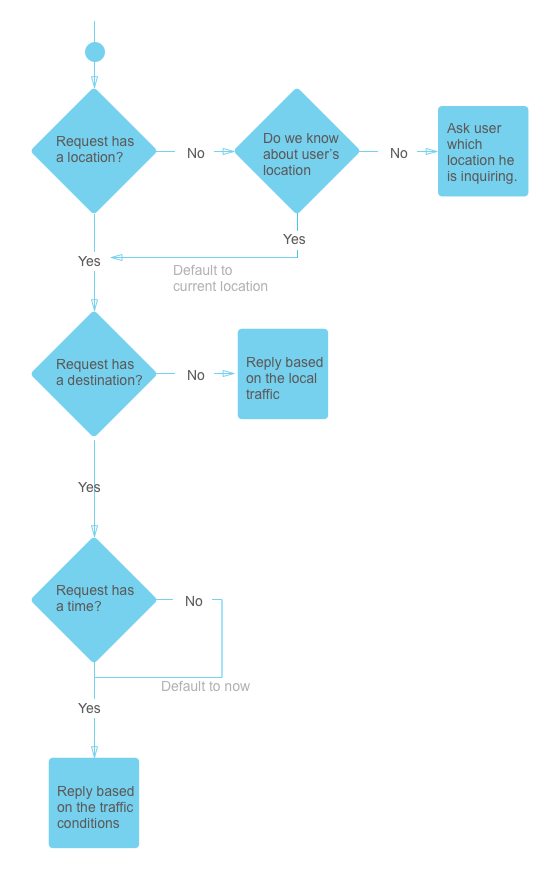 Request has
a location?
No
Do we know
about user's
location
No
Ask user
which
location he
is inquiring.
Yes
Yes
Default to
current location
Request has
a destination?
No
Reply based
on the local
traffic
Yes
Request has
a time?
No
Default to now
Yes
Reply based
on the traffic
conditions